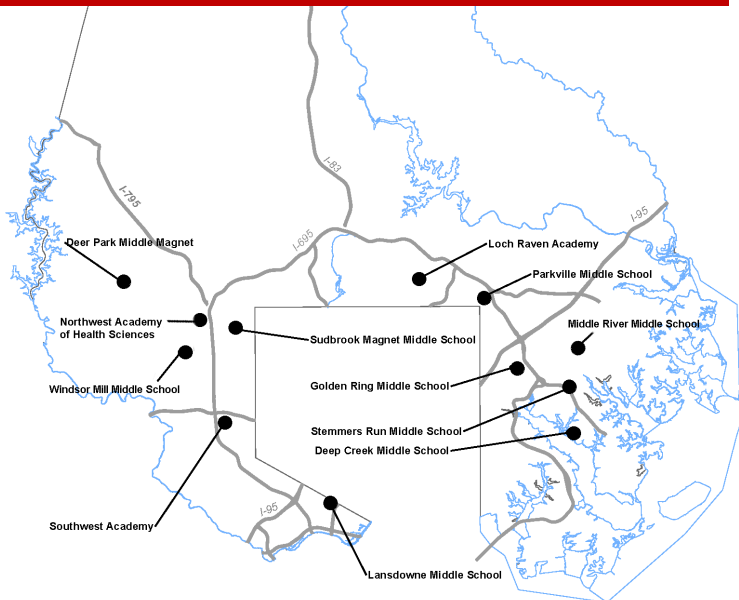 I-83
I-795
I-95
I-695
Deer Park Middle Magnet
Loch Raven Academy
Parkville Middle School
Northwest Academy
of Health Sciences
Middle River Middle School
Sudbrook Magnet Middle School
Windsor Mill Middle School
Golden Ring Middle School
Stemmers Run Middle School
Deep Creek Middle School
I-95
Southwest Academy
Lansdowne Middle School